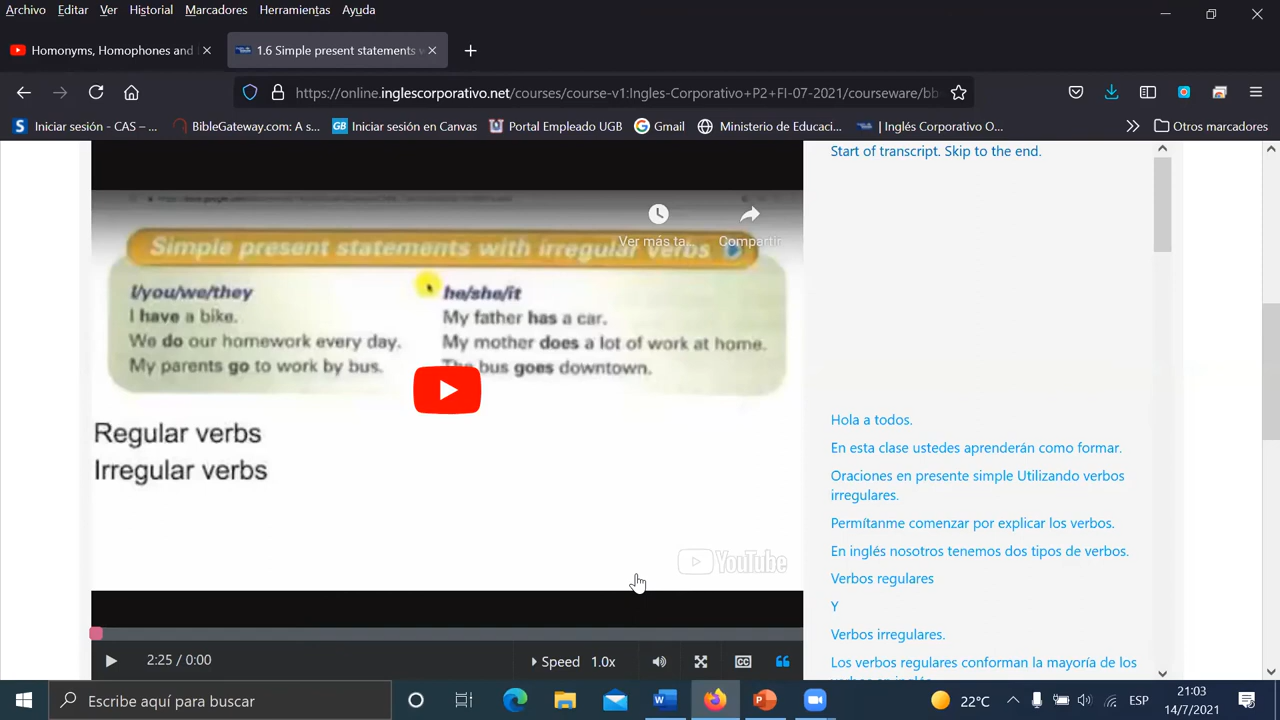 Archivo Editar Ver Historial Marcadores Herramientas Ayuda
Homonyms, Homophones and
1.6 Simple present statements w
https://online.inglescorporativo.net/courses/course-v1:Ingles-Corporativo+P2+FI-07-2021/courseware/bb
Iniciar sesión - CAS – ...
BibleGateway.com: A s...
GB Iniciar sesión en Canvas
Portal Empleado UGB
Gmail
Ministerio de Educaci...
| Inglés Corporativo O...
Otros marcadores
Ver más ta...
Compartir
Simple present statements with irregular verbs
I/you/we/they
I have a bike.
We do our homework every day.
My parents go to work by bus.
he/she/it
My father has a car.
My mother does a lot of work at home.
The bus goes downtown.
Regular verbs
Irregular verbs
YouTube
2:25 / 0:00
Speed 1.0x
CC
Start of transcript. Skip to the end.
Hola a todos.
En esta clase ustedes aprenderán como formar.
Oraciones en presente simple Utilizando verbos
irregulares.
Permítanme comenzar por explicar los verbos.
En inglés nosotros tenemos dos tipos de verbos.
Verbos regulares
Y
Verbos irregulares.
Los verbos regulares conforman la mayoría de los
Escribe aquí para buscar
22°C
ESP
21:03
14/7/2021